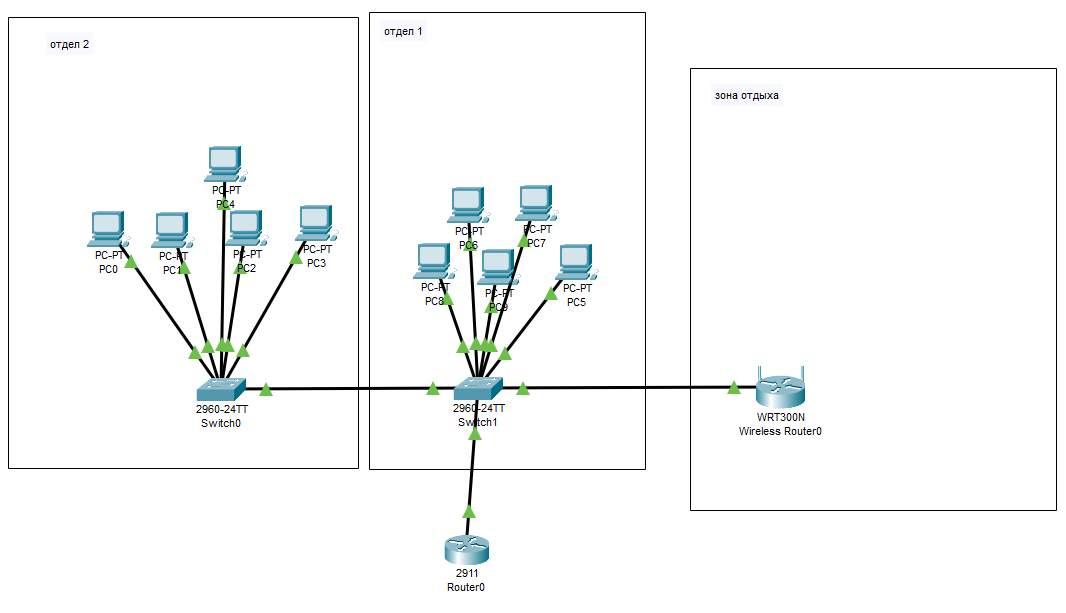 отдел 2
отдел 1
зона отдыха
PC-PT
PC4
PC-PT
PC0
PC-PT
PC1
PC-PT
PC2
PC-PT
PC3
PC-PT
PC6
PC-PT
PC7
PC-PT
PC8
PC-PT
PC9
PC-PT
PC5
2960-24TT
Switch0
2960-24TT
Switch1
WRT300N
Wireless Router0
2911
Router0